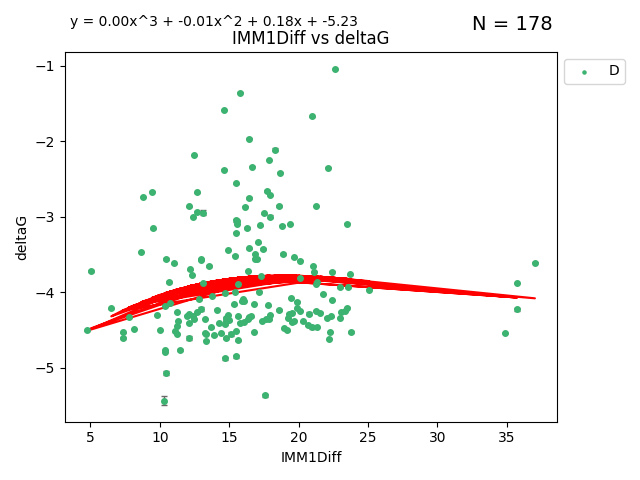 y = 0.00x^3 + -0.01x^2 + 0.18x + -5.23
N = 178
IMM1Diff vs deltaG
D
−1
−2
−3
−4
−5
deltaG
5 10 15 20 25 30 35
IMM1Diff